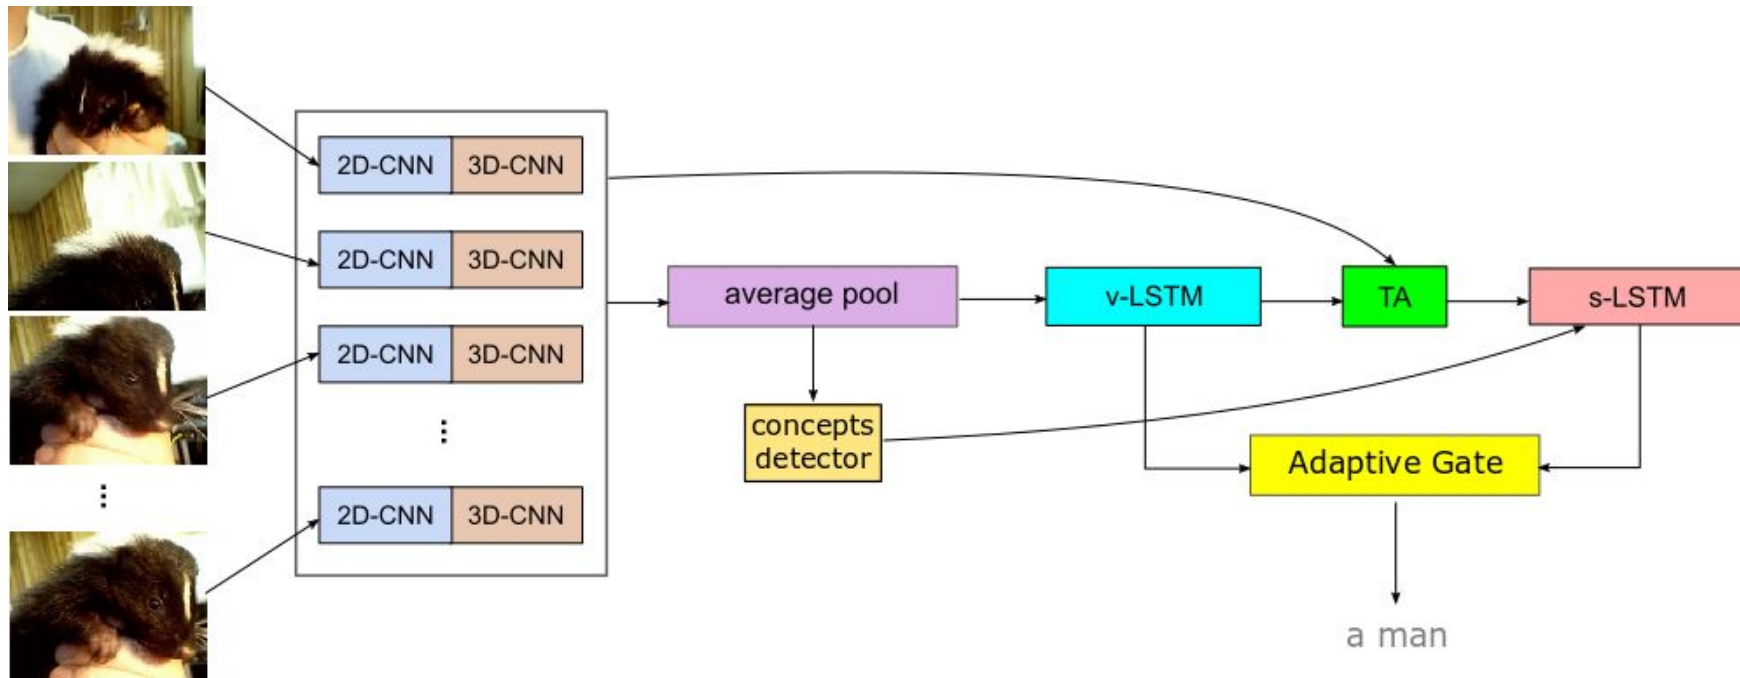 2D-CNN 3D-CNN
2D-CNN 3D-CNN
2D-CNN 3D-CNN
...
2D-CNN 3D-CNN
...
average pool
v-LSTM
TA
s-LSTM
concepts
detector
Adaptive Gate
a man